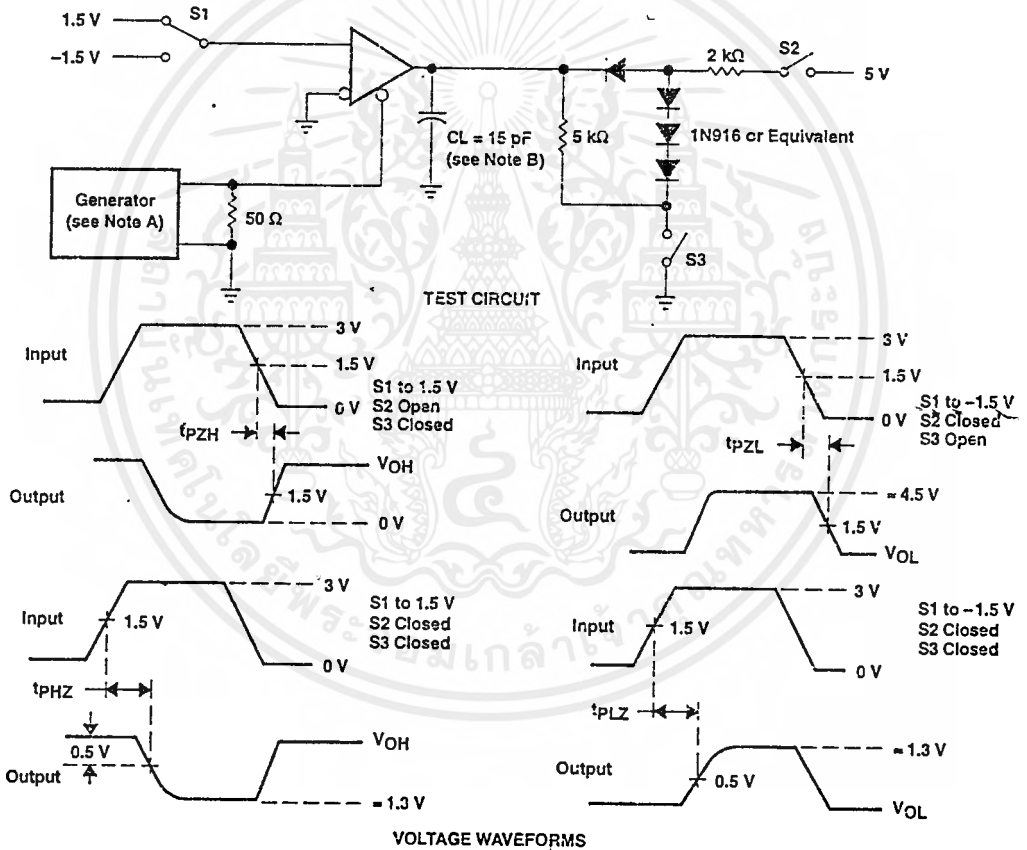 1.5 V
S1
–1.5 V
2 kΩ
S2
5 V
5 kΩ
1N916 or Equivalent
CL = 15 pF
(see Note B)
Generator
(see Note A)
50 Ω
S3
TEST CIRCUIT
Input
3 V
1.5 V
0 V
S1 to 1.5 V
S2 Open
S3 Closed
tPZH
Output
VOH
1.5 V
0 V
Input
3 V
1.5 V
0 V
S1 to –1.5 V
S2 Closed
S3 Open
tPZL
Output
≈ 4.5 V
1.5 V
VOL
Input
3 V
1.5 V
0 V
S1 to 1.5 V
S2 Closed
S3 Closed
tPHZ
0.5 V
Output
VOH
≈ 1.3 V
Input
3 V
1.5 V
0 V
S1 to –1.5 V
S2 Closed
S3 Closed
tPLZ
Output
≈ 1.3 V
0.5 V
VOL
VOLTAGE WAVEFORMS